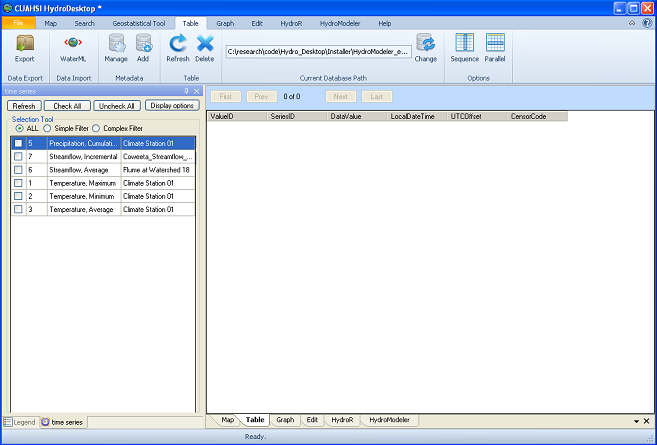 CUAHSI HydroDesktop *
File Map Search Geostatistical Tool Table Graph Edit HydroR HydroModeler Help
Export WaterML Manage Add Refresh Delete C:\research\code\Hydro_Desktop\Installer\HydroModeler_e... Change Sequence Parallel
Data Export Data Import Metadata Table Current Database Path Options
time series
Refresh Check All Uncheck All Display options
Selection Tool
ALL Simple Filter Complex Filter
5 Precipitation, Cumulati... Climate Station 01
7 Streamflow, Incremental Coweeta_Streamflow_...
6 Streamflow, Average Flume at Watershed 18
1 Temperature, Maximum Climate Station 01
2 Temperature, Minimum Climate Station 01
3 Temperature, Average Climate Station 01
First Prev 0 of 0 Next Last
ValueID SeriesID DataValue LocalDateTime UTCOffset CensorCode
Legend time series
Map Table Graph Edit HydroR HydroModeler
Ready.